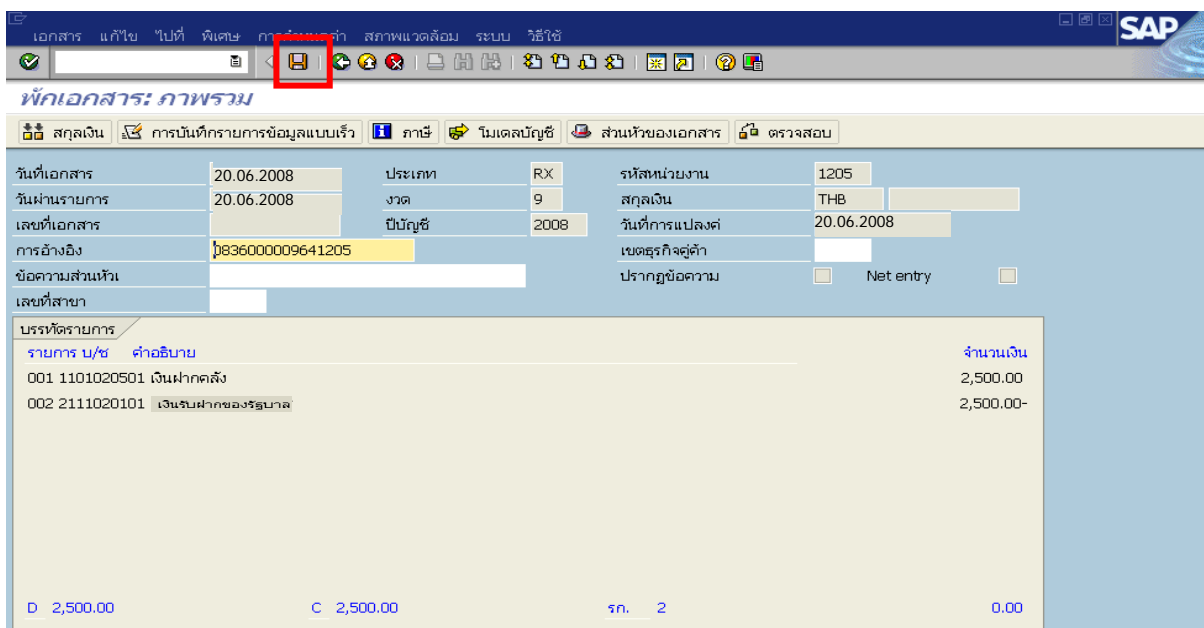 เอกสาร แก้ไข ไปที่ พิเศษ สภาพแวดล้อม ระบบ วิธีใช้
SAP
พักเอกสาร: ภาพรวม
สกุลเงิน การบันทึกรายการข้อมูลแบบเร็ว ภาษี โมเดลบัญชี ส่วนหัวของเอกสาร ตรวจสอบ
วันที่เอกสาร 20.06.2008 ประเภท RX รหัสหน่วยงาน 1205
วันผ่านรายการ 20.06.2008 งวด 9 สกุลเงิน THB
เลขที่เอกสาร ปีบัญชี 2008 วันที่การแปลงค่ 20.06.2008
การอ้างอิง 0836000009641205 เขตธุรกิจคู่ค้า
ข้อความส่วนหัวเ ปรากฏข้อความ Net entry
เลขที่สาขา
บรรทัดรายการ
รายการ บ/ช คำอธิบาย จำนวนเงิน
001 1101020501 เงินฝากคลัง 2,500.00
002 2111020101 เงินรับฝากของรัฐบาล 2,500.00-
D 2,500.00 C 2,500.00 รก. 2 0.00